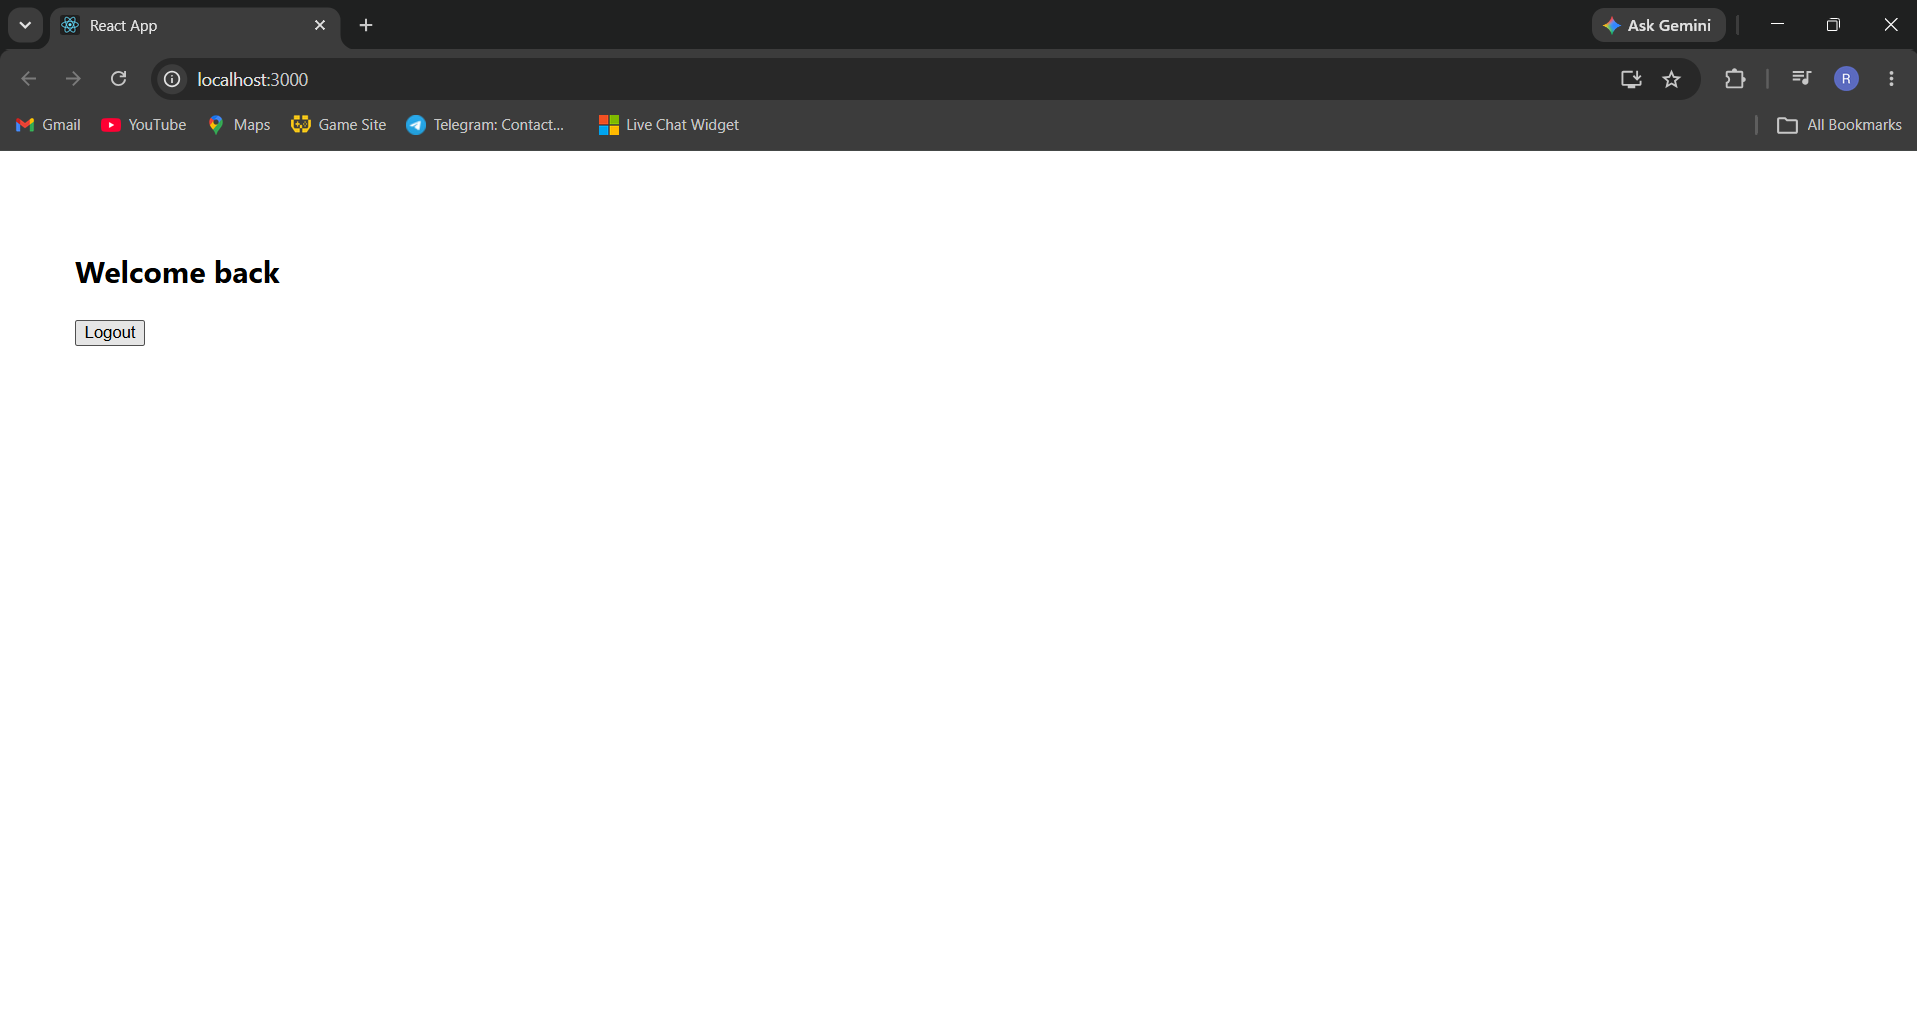 React App
Ask Gemini
localhost:3000
R
Gmail YouTube Maps Game Site Telegram: Contact... Live Chat Widget All Bookmarks
Welcome back
Logout